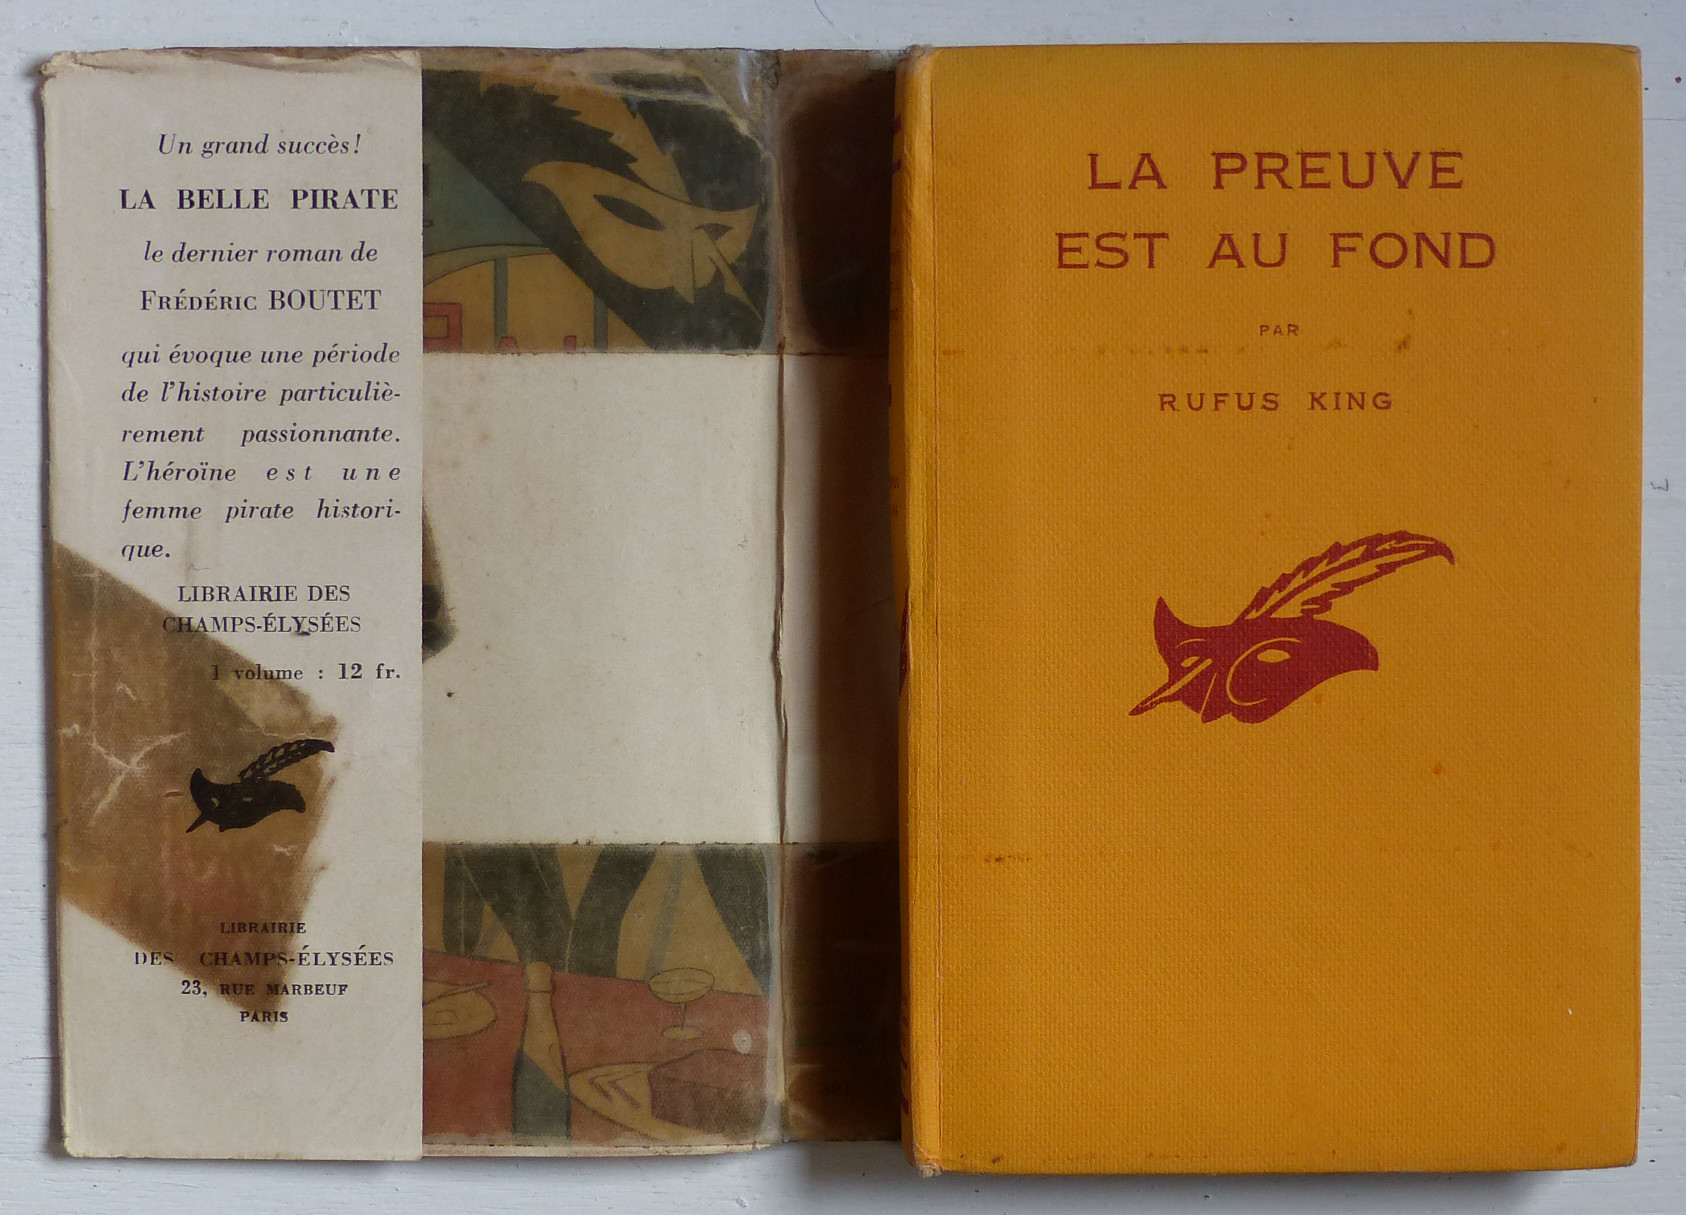 Un grand succès!
LA BELLE PIRATE
le dernier roman de
FRÉDÉRIC BOUTET
qui évoque une période
de l'histoire particuliè-
rement passionnante.
L'héroïne est une
femme pirate histori-
que.
LIBRAIRIE DES
CHAMPS-ÉLYSÉES
1 volume : 12 fr.
LIBRAIRIE
DES CHAMPS-ÉLYSÉES
23, RUE MARBEUF
PARIS
LA PREUVE
EST AU FOND
PAR
RUFUS KING